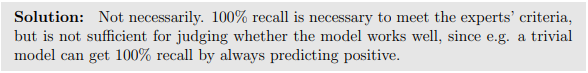 Solution: Not necessarily. 100% recall is necessary to meet the experts' criteria,
but is not sufficient for judging whether the model works well, since e.g. a trivial
model can get 100% recall by always predicting positive.